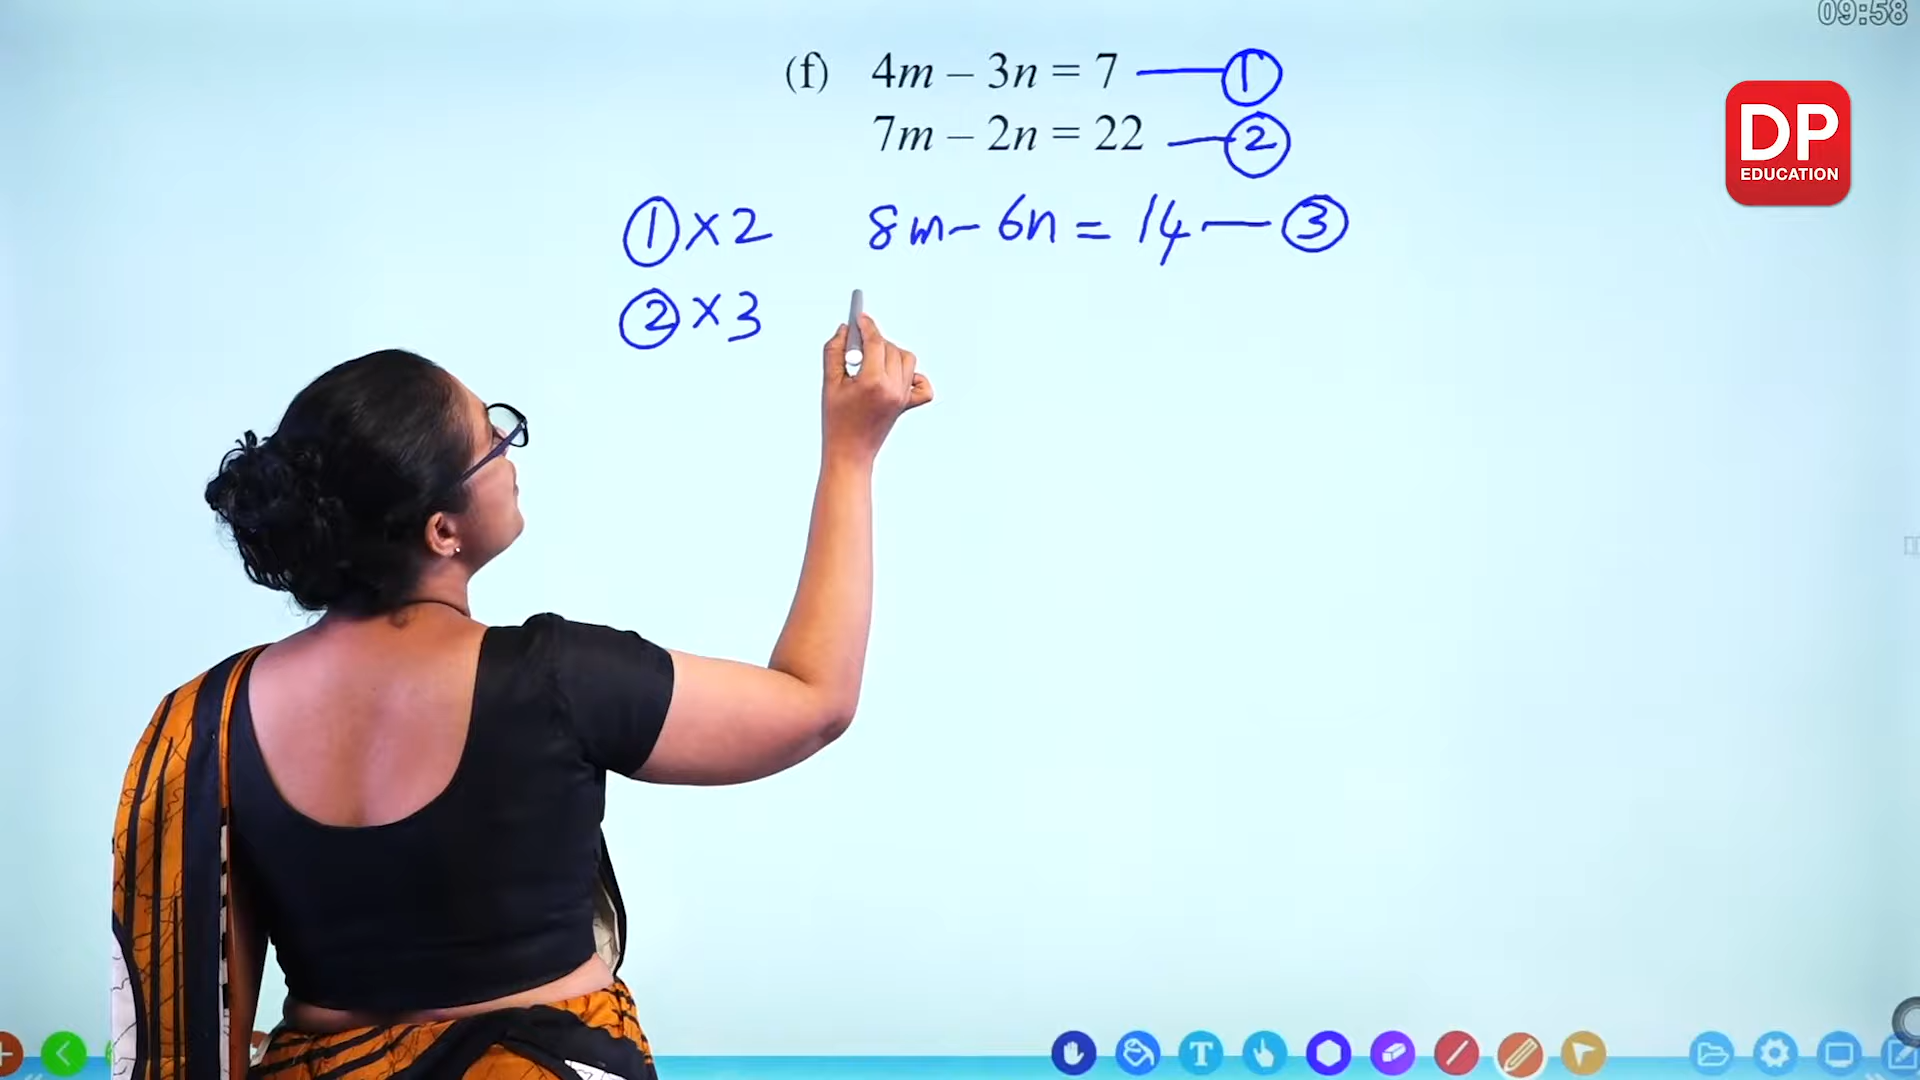 09:58
(f) 4m – 3n = 7 —— ①
7m – 2n = 22 — ②
DP
EDUCATION
① × 2 8m – 6n = 14 — ③
② × 3
T